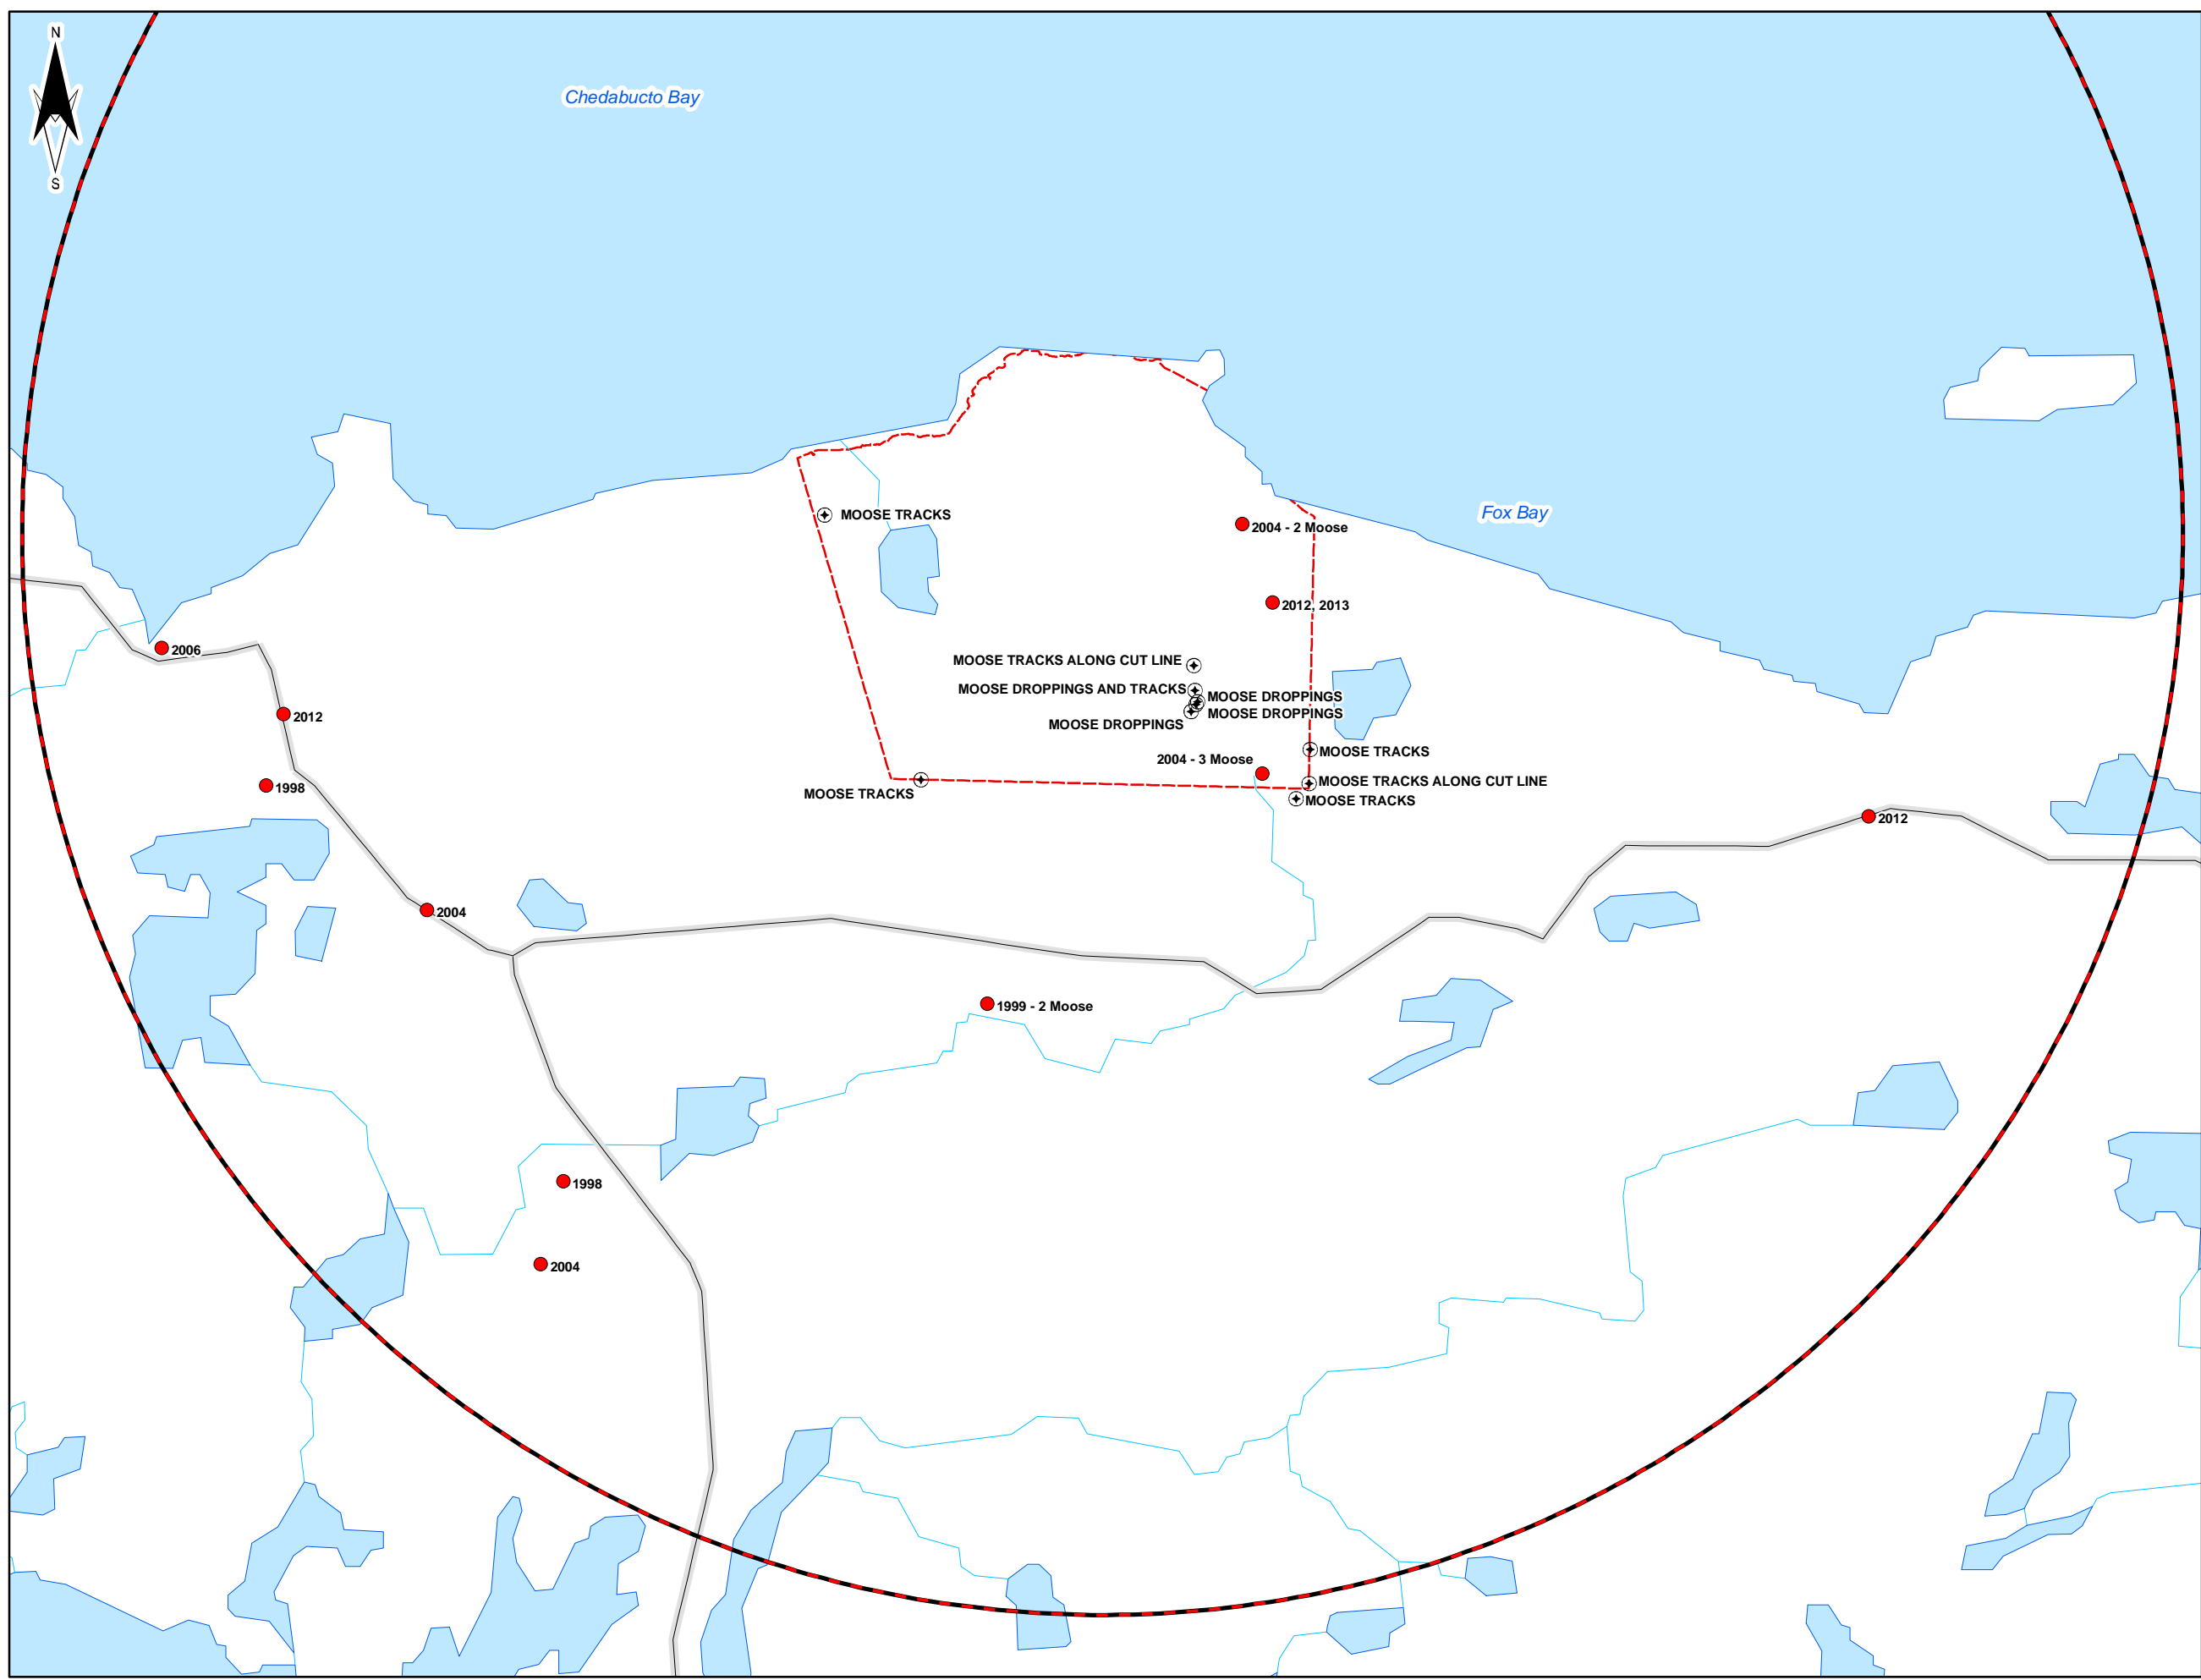 N
S
Chedabucto Bay
Fox Bay
MOOSE TRACKS
2004 - 2 Moose
2012, 2013
2006
MOOSE TRACKS ALONG CUT LINE
MOOSE DROPPINGS AND TRACKS
MOOSE DROPPINGS
MOOSE DROPPINGS
MOOSE DROPPINGS
2012
MOOSE TRACKS
2004 - 3 Moose
MOOSE TRACKS ALONG CUT LINE
1998
MOOSE TRACKS
MOOSE TRACKS
2012
2004
1999 - 2 Moose
1998
2004